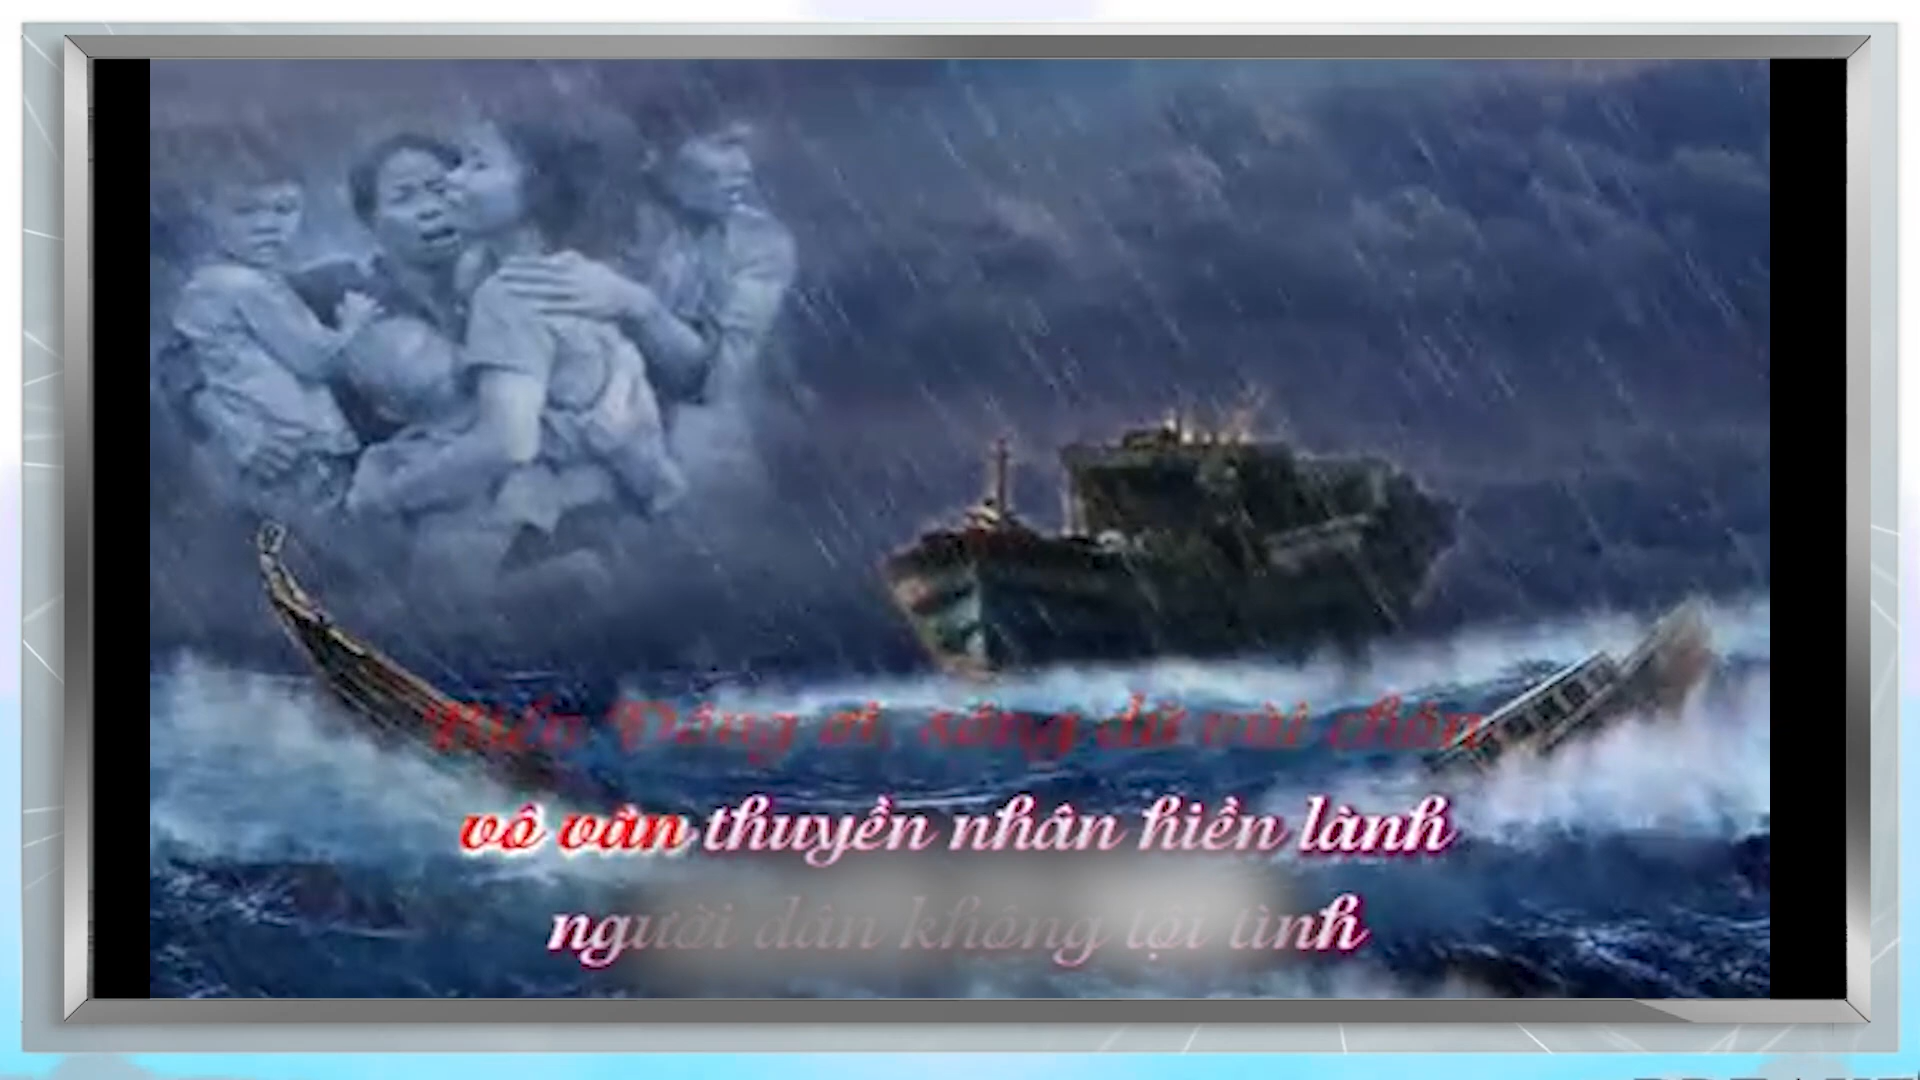 Biển Đông ơi, sóng dữ vùi chôn
vô vàn thuyền nhân hiền lành
người dân không tội tình